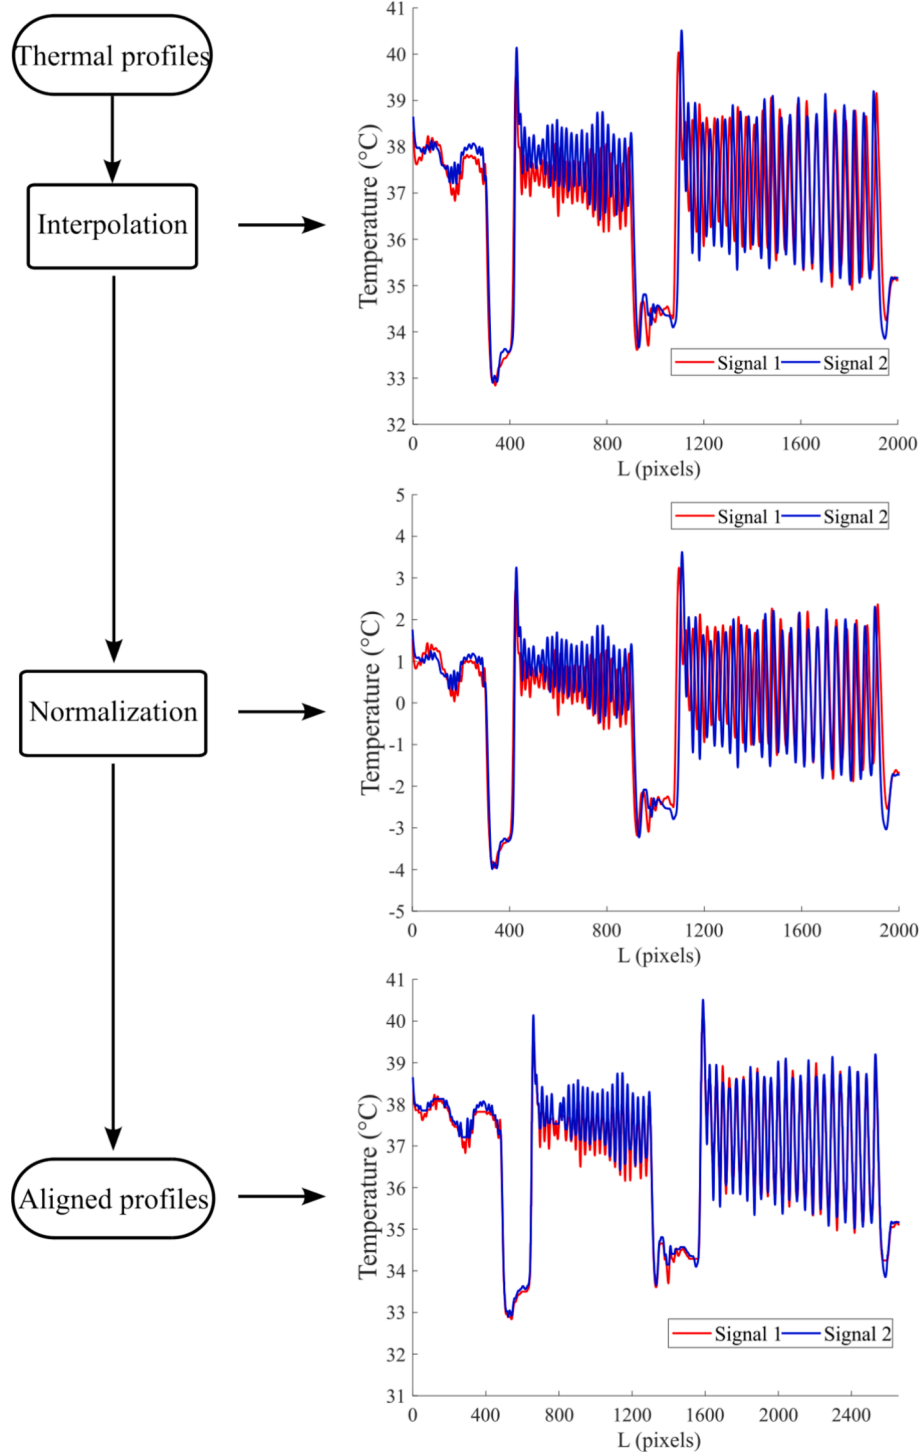 Thermal profiles
Interpolation
Normalization
Aligned profiles
41
40
39
38
37
36
35
34
33
32
Temperature (°C)
Signal 1 Signal 2
0 400 800 1200 1600 2000
L (pixels)
5
4
3
2
1
0
-1
-2
-3
-4
-5
Temperature (°C)
Signal 1 Signal 2
0 400 800 1200 1600 2000
L (pixels)
41
40
39
38
37
36
35
34
33
32
31
Temperature (°C)
Signal 1 Signal 2
0 400 800 1200 1600 2000 2400
L (pixels)